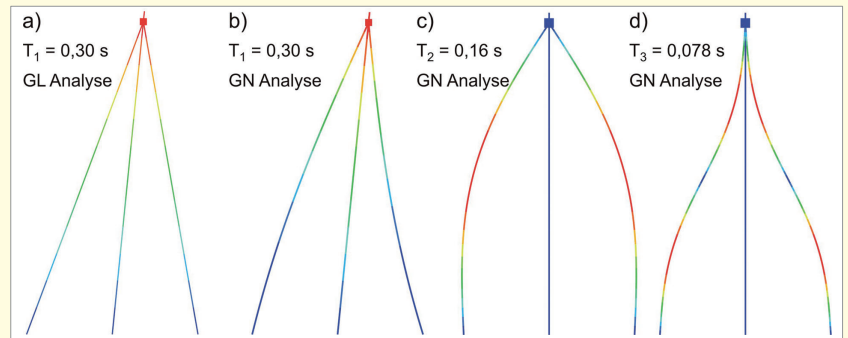 a)
T1 = 0,30 s
GL Analyse
b)
T1 = 0,30 s
GN Analyse
c)
T2 = 0,16 s
GN Analyse
d)
T3 = 0,078 s
GN Analyse